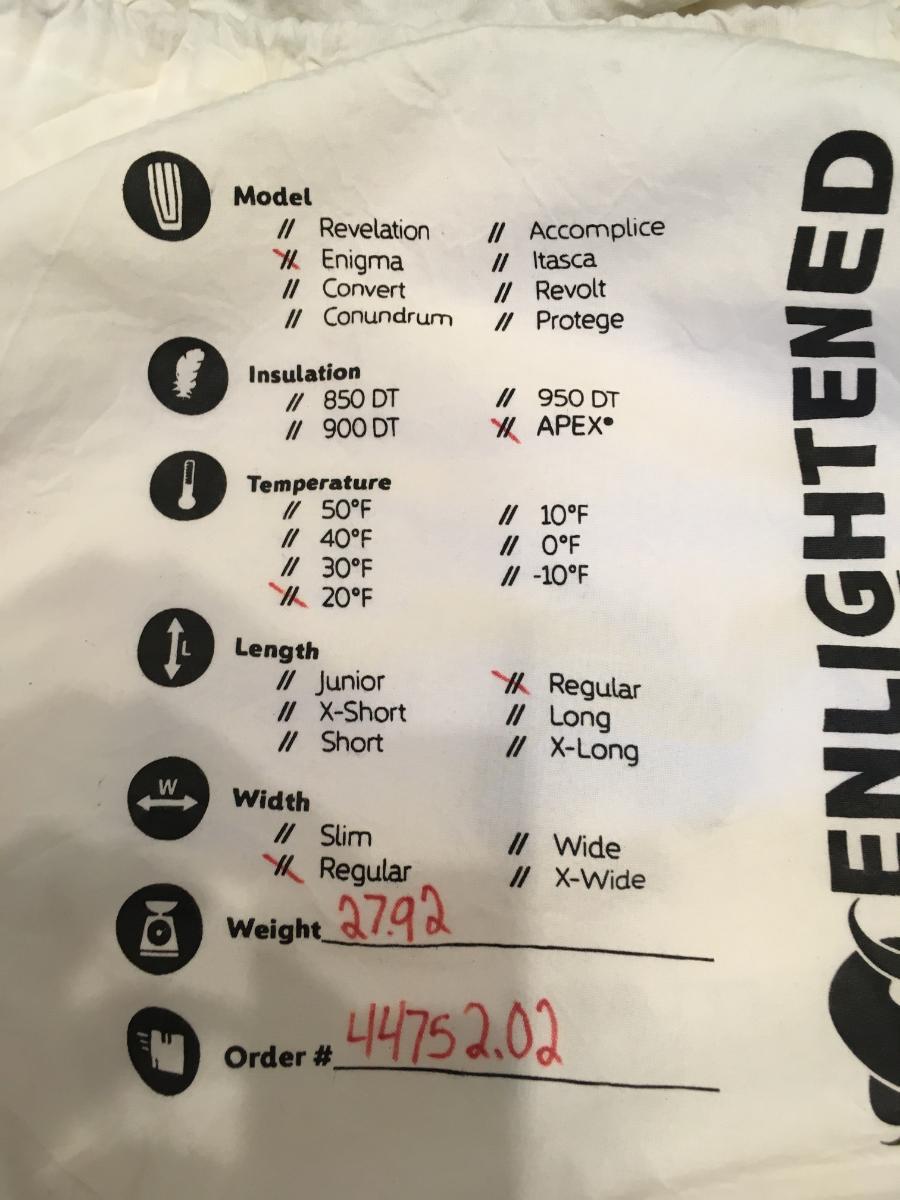 Model
// Revelation // Accomplice
// Enigma // Itasca
// Convert // Revolt
// Conundrum // Protege
Insulation
// 850 DT // 950 DT
// 900 DT // APEX®
Temperature
// 50°F // 10°F
// 40°F // 0°F
// 30°F // -10°F
// 20°F
L Length
// Junior // Regular
// X-Short // Long
// Short // X-Long
W Width
// Slim // Wide
// Regular // X-Wide
Weight 27.92
Order # 44752.02
ENLIGHTENED